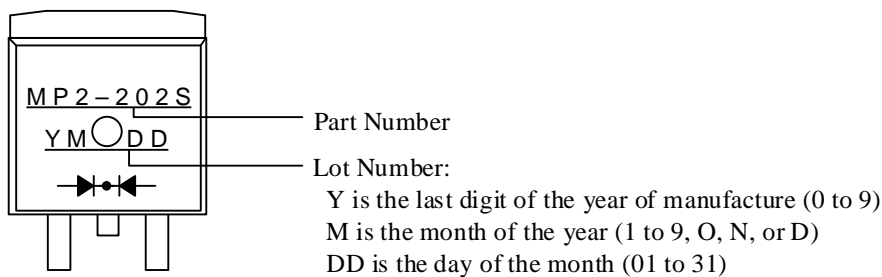 MP2–202S
YM DD
Part Number
Lot Number:
Y is the last digit of the year of manufacture (0 to 9)
M is the month of the year (1 to 9, O, N, or D)
DD is the day of the month (01 to 31)